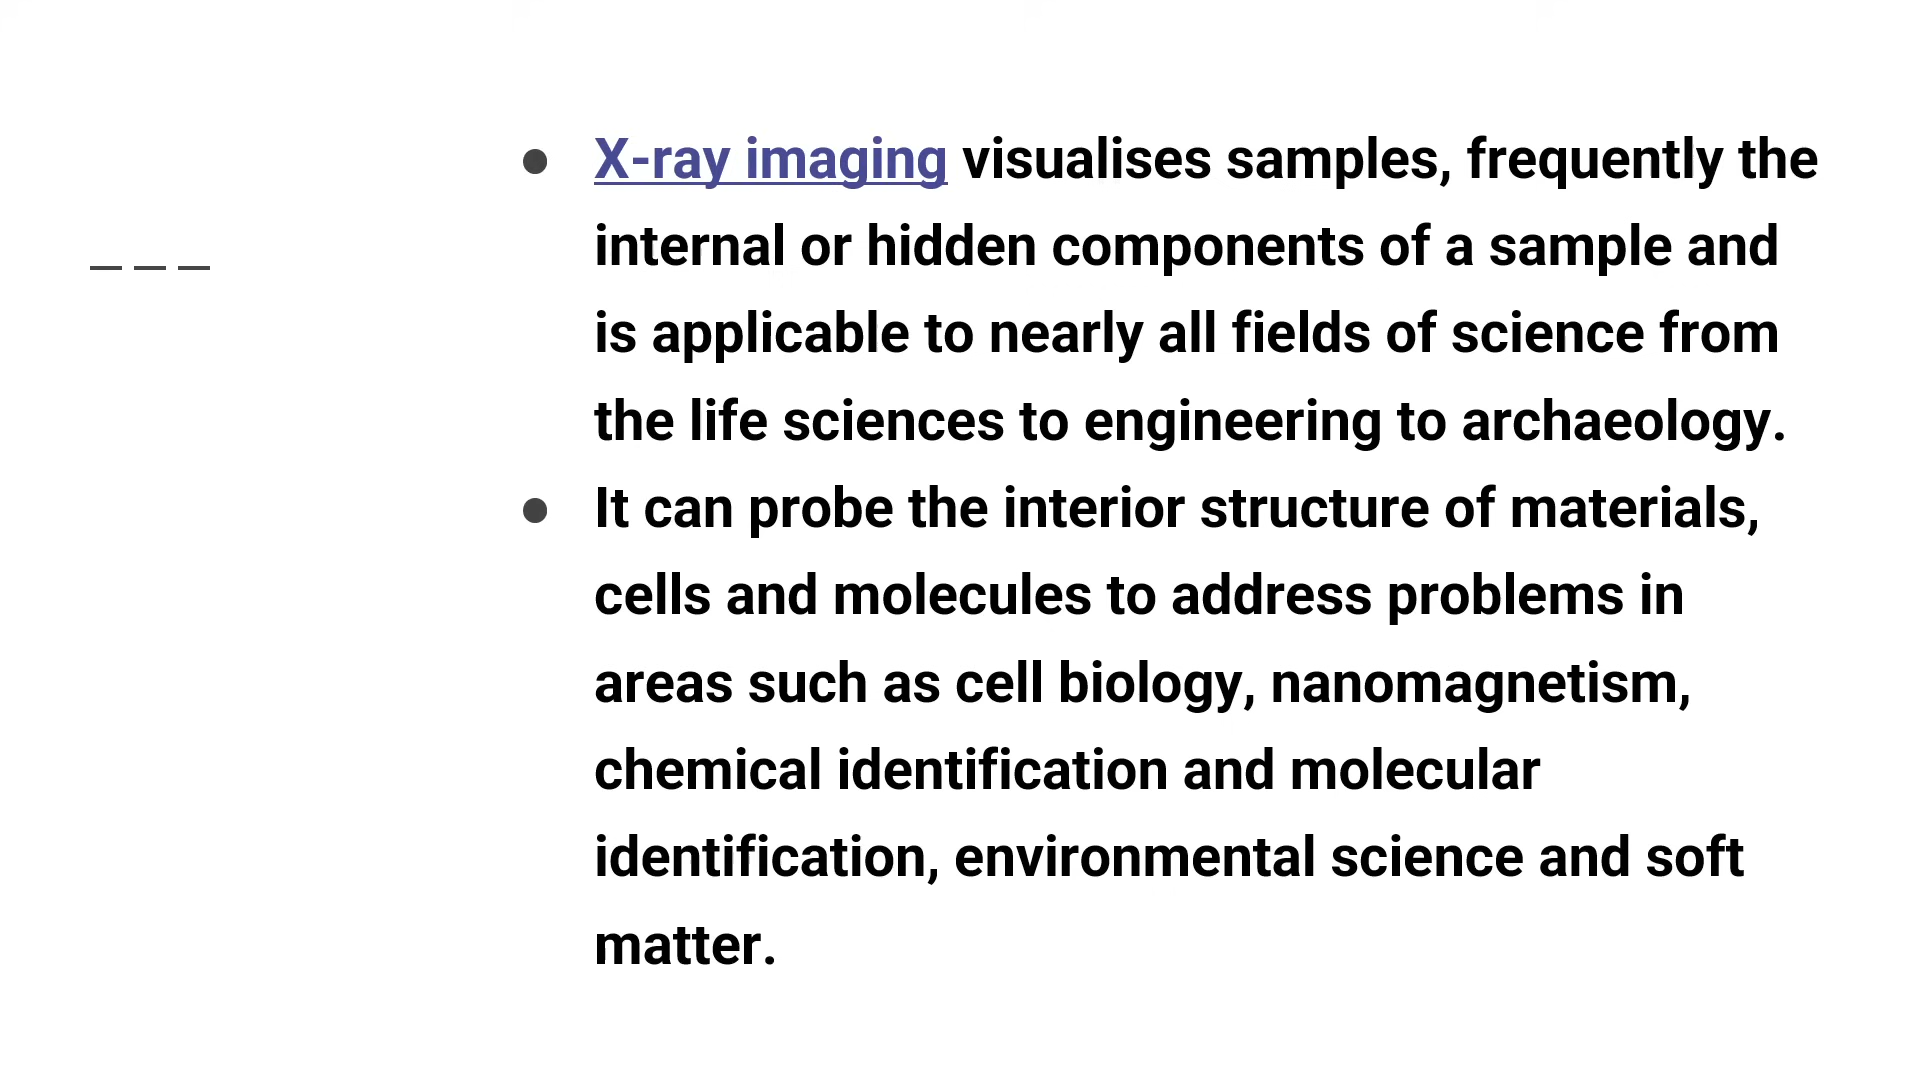 ● X-ray imaging visualises samples, frequently the
internal or hidden components of a sample and
is applicable to nearly all fields of science from
the life sciences to engineering to archaeology.
● It can probe the interior structure of materials,
cells and molecules to address problems in
areas such as cell biology, nanomagnetism,
chemical identification and molecular
identification, environmental science and soft
matter.